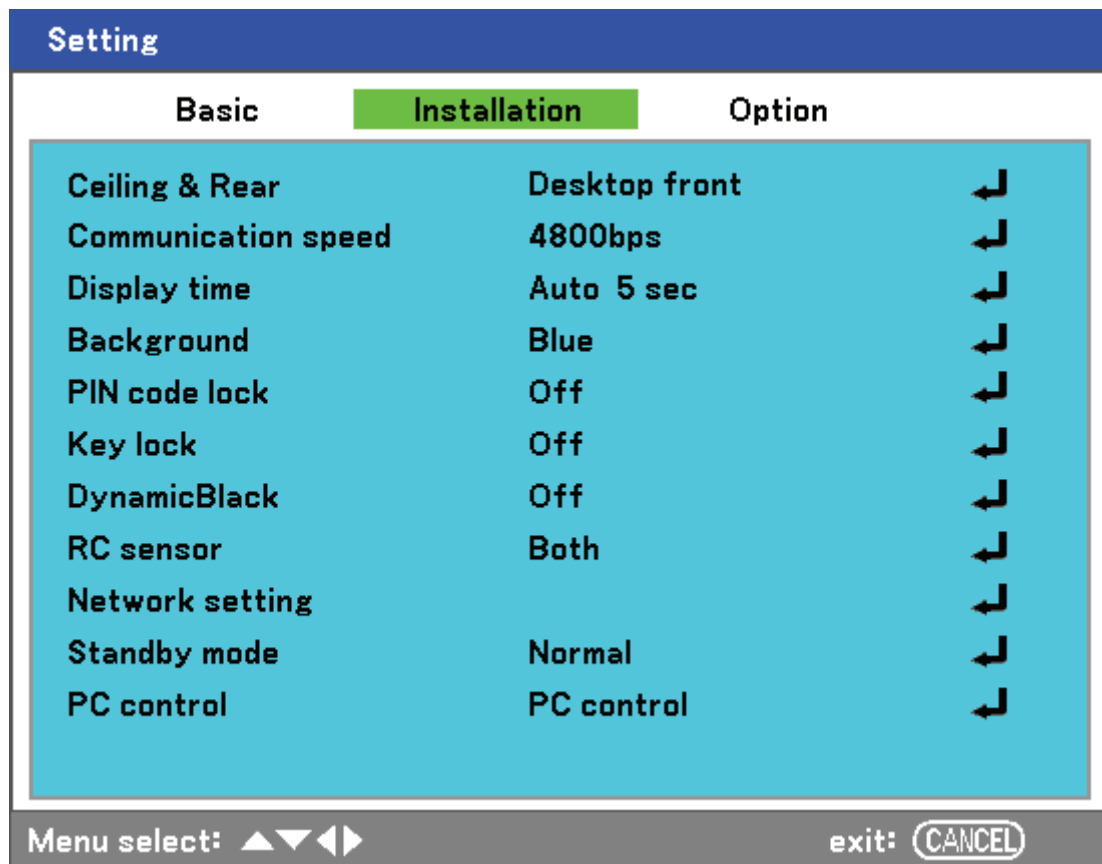 Setting
Basic Installation Option
Ceiling & Rear Desktop front
Communication speed 4800bps
Display time Auto 5 sec
Background Blue
PIN code lock Off
Key lock Off
DynamicBlack Off
RC sensor Both
Network setting
Standby mode Normal
PC control PC control
Menu select: ▲▼◀▶ exit: CANCEL